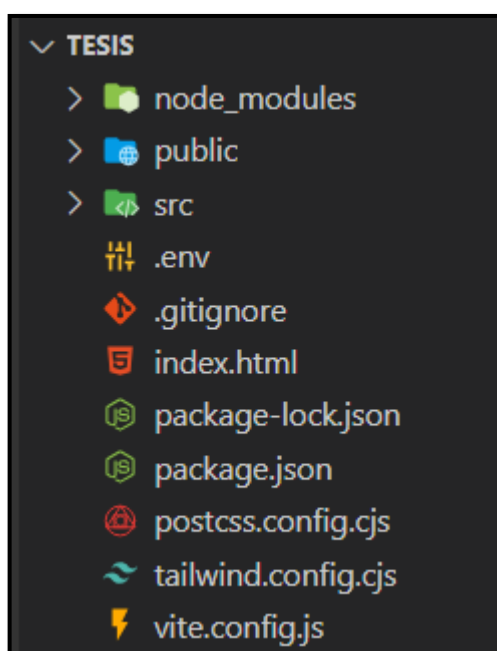 TESIS
node_modules
public
src
.env
.gitignore
index.html
package-lock.json
package.json
postcss.config.cjs
tailwind.config.cjs
vite.config.js